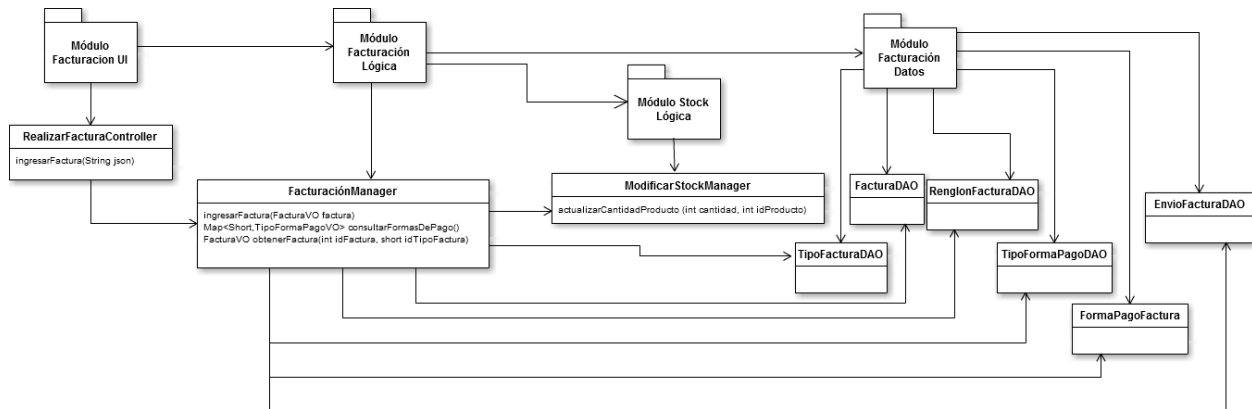 Módulo
Facturacion UI
Módulo
Facturación
Lógica
Módulo
Facturación
Datos
Módulo Stock
Lógica
RealizarFacturaController
ingresarFactura(String json)
FacturaciónManager
ingresarFactura(FacturaVO factura)
Map<Short,TipoFormaPagoVO> consultarFormasDePago()
FacturaVO obtenerFactura(int idFactura, short idTipoFactura)
ModificarStockManager
actualizarCantidadProducto (int cantidad, int idProducto)
FacturaDAO
RenglonFacturaDAO
EnvioFacturaDAO
TipoFacturaDAO
TipoFormaPagoDAO
FormaPagoFactura